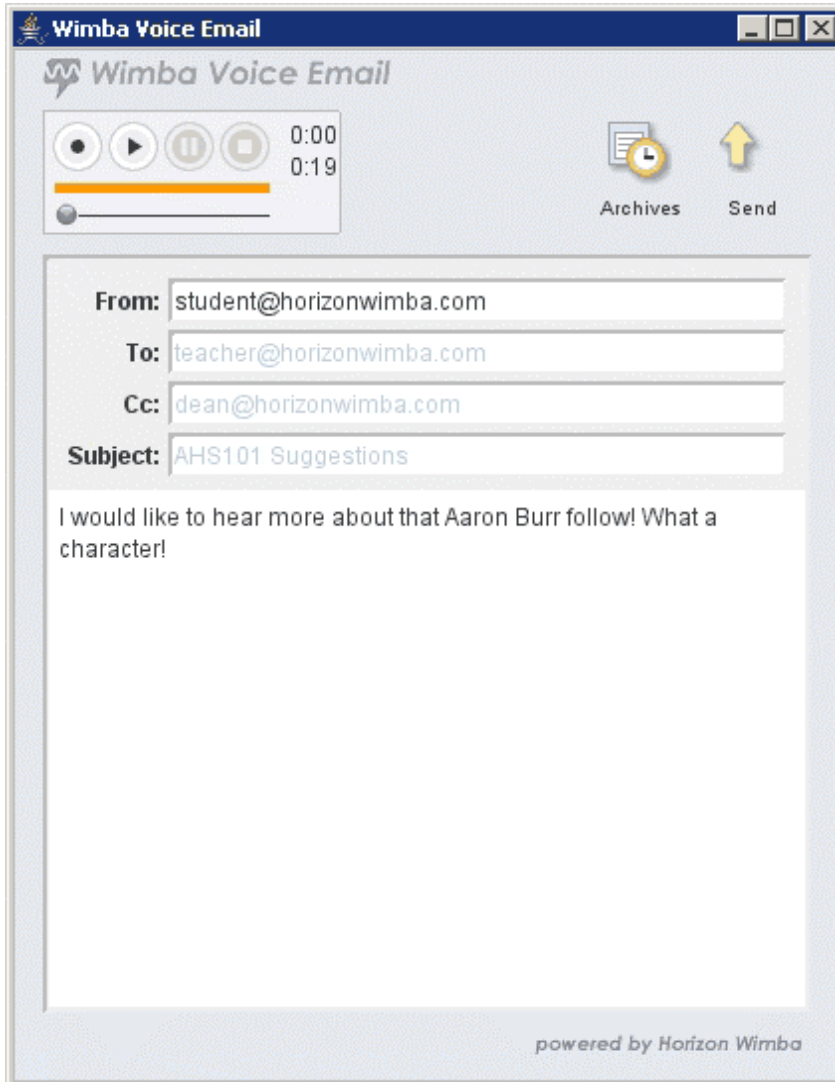 Wimba Voice Email
Wimba Voice Email
0:00
0:19
Archives Send
From: student@horizonwimba.com
To: teacher@horizonwimba.com
Cc: dean@horizonwimba.com
Subject: AHS101 Suggestions
I would like to hear more about that Aaron Burr follow! What a
character!
powered by Horizon Wimba